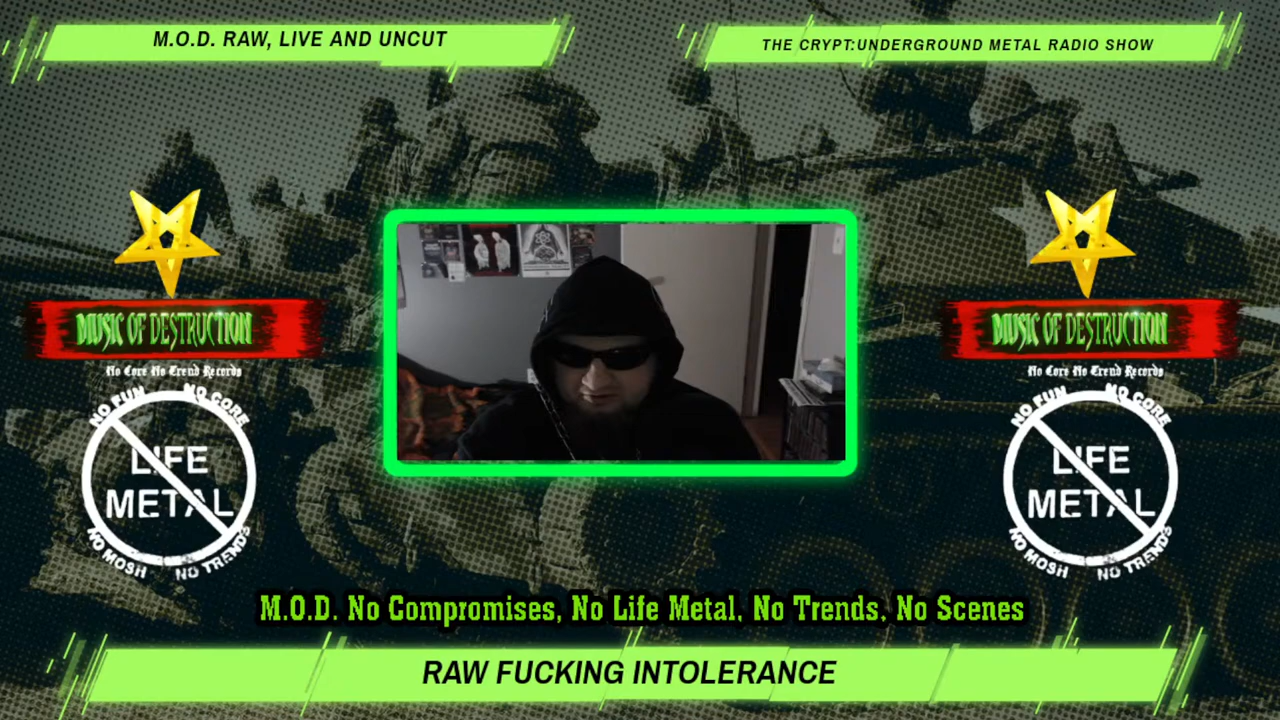 M.O.D. RAW, LIVE AND UNCUT
THE CRYPT:UNDERGROUND METAL RADIO SHOW
MUSIC OF DESTRUCTION
No Core No Trend Records
NO FUN NO CORE
LIFE
METAL
NO MOSH NO TRENDS
MUSIC OF DESTRUCTION
No Core No Trend Records
NO FUN NO CORE
LIFE
METAL
NO MOSH NO TRENDS
M.O.D. No Compromises, No Life Metal, No Trends, No Scenes
RAW FUCKING INTOLERANCE